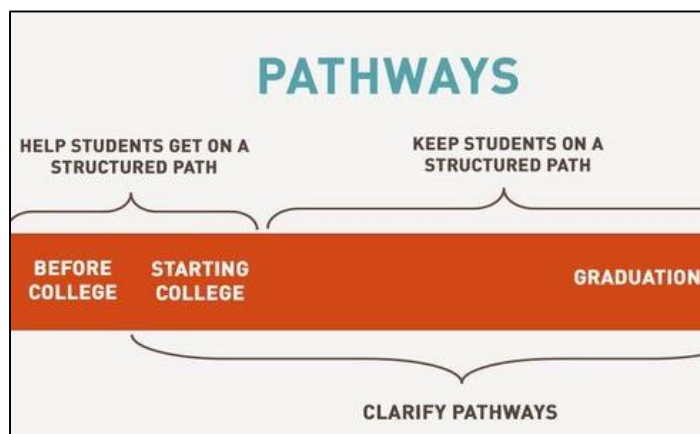 PATHWAYS
HELP STUDENTS GET ON A
STRUCTURED PATH
KEEP STUDENTS ON A
STRUCTURED PATH
BEFORE
COLLEGE
STARTING
COLLEGE
GRADUATION
CLARIFY PATHWAYS